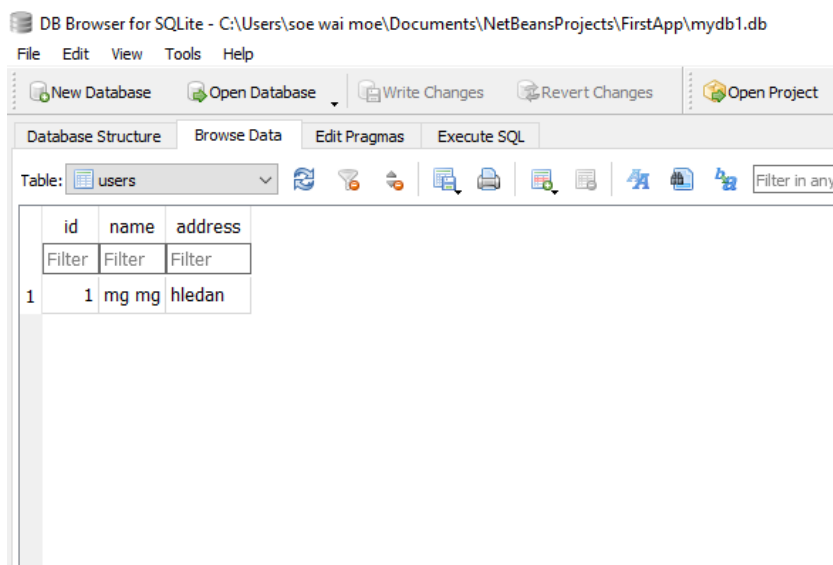 DB Browser for SQLite - C:\Users\soe wai moe\Documents\NetBeansProjects\FirstApp\mydb1.db
File Edit View Tools Help
New Database Open Database Write Changes Revert Changes Open Project
Database Structure Browse Data Edit Pragmas Execute SQL
Table: users Filter in any
id name address
Filter Filter Filter
1 1 mg mg hledan